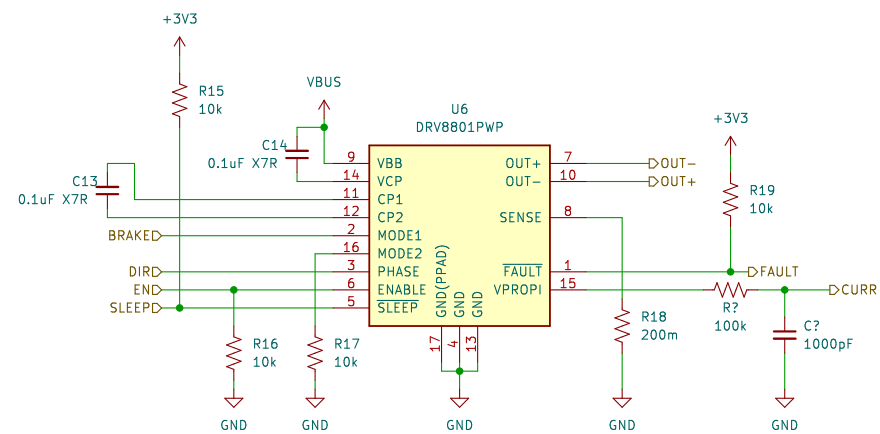 +3V3
R15
10k
VBUS
U6
DRV8801PWP
+3V3
C14
0.1uF X7R
C13
0.1uF X7R
9
VBB
14
VCP
11
CP1
12
CP2
2
MODE1
16
MODE2
3
PHASE
6
ENABLE
5
SLEEP
OUT+
7
OUT-
OUT-
10
OUT+
SENSE
8
FAULT
1
FAULT
VPROPI
15
CURR
BRAKE
DIR
EN
SLEEP
GND(PPAD)
GND
GND
17
4
13
R19
10k
R?
100k
C?
1000pF
R18
200m
R16
10k
R17
10k
GND
GND
GND
GND
GND